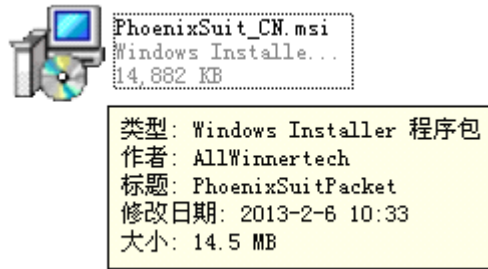 PhoenixSuit_CN.msi
Windows Installe...
14,882 KB
类型: Windows Installer 程序包
作者: AllWinnertech
标题: PhoenixSuitPacket
修改日期: 2013-2-6 10:33
大小: 14.5 MB